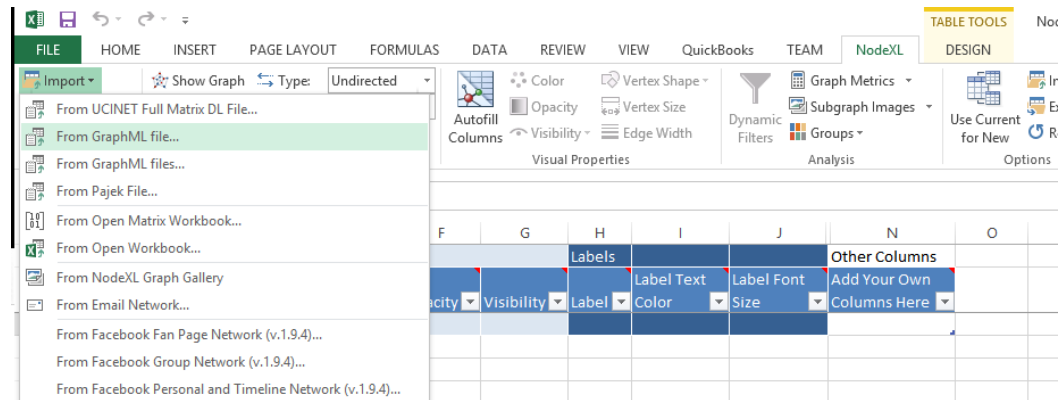 TABLE TOOLS
FILE HOME INSERT PAGE LAYOUT FORMULAS DATA REVIEW VIEW QuickBooks TEAM NodeXL DESIGN
Import Show Graph Type: Undirected
From UCINET Full Matrix DL File...
From GraphML file...
From GraphML files...
From Pajek File...
From Open Matrix Workbook...
From Open Workbook...
From NodeXL Graph Gallery
From Email Network...
From Facebook Fan Page Network (v.1.9.4)...
From Facebook Group Network (v.1.9.4)...
From Facebook Personal and Timeline Network (v.1.9.4)...
Autofill
Columns
Color Vertex Shape
Opacity Vertex Size
Visibility Edge Width
Visual Properties
Dynamic
Filters
Graph Metrics
Subgraph Images
Groups
Analysis
Use Current
for New
Options
F G H I J N O
Labels Other Columns
Visibility Label
Label Text
Color
Label Font
Size
Add Your Own
Columns Here